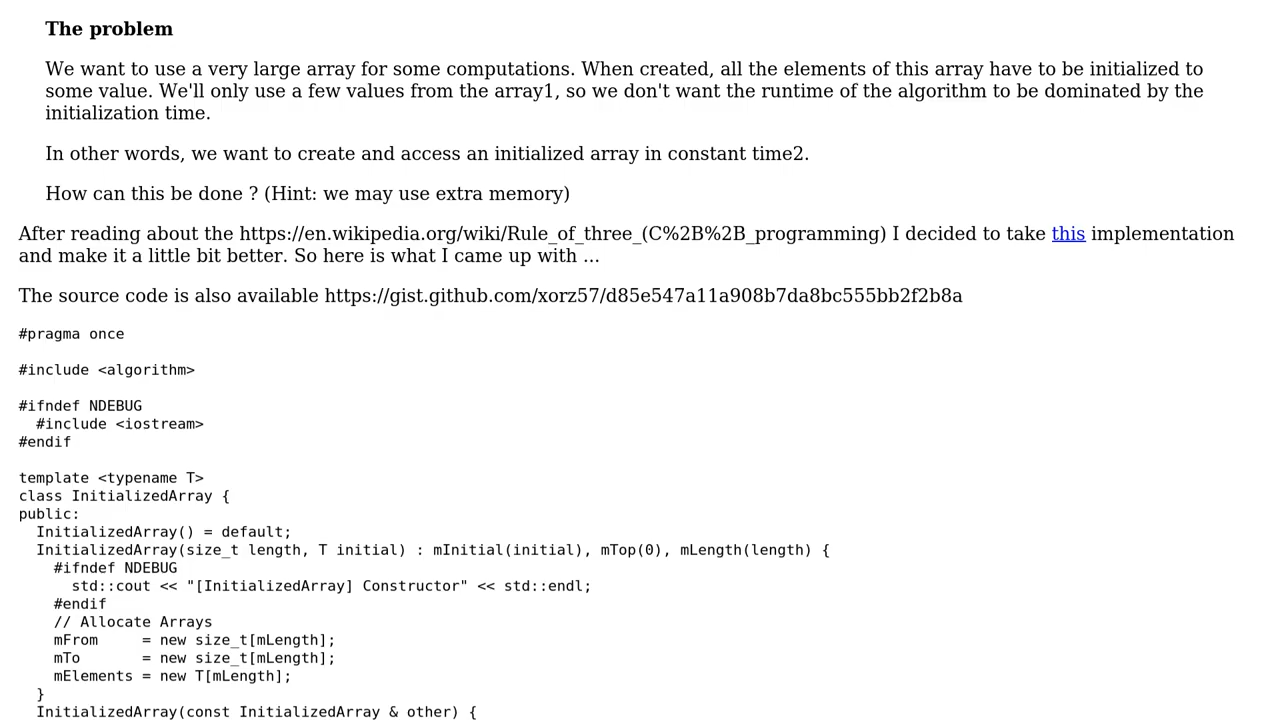 The problem
We want to use a very large array for some computations. When created, all the elements of this array have to be initialized to
some value. We'll only use a few values from the array1, so we don't want the runtime of the algorithm to be dominated by the
initialization time.
In other words, we want to create and access an initialized array in constant time2.
How can this be done ? (Hint: we may use extra memory)
After reading about the https://en.wikipedia.org/wiki/Rule_of_three_(C%2B%2B_programming) I decided to take this implementation
and make it a little bit better. So here is what I came up with ...
The source code is also available https://gist.github.com/xorz57/d85e547a11a908b7da8bc555bb2f2b8a
#pragma once
#include <algorithm>
#ifndef NDEBUG
  #include <iostream>
#endif
template <typename T>
class InitializedArray {
public:
  InitializedArray() = default;
  InitializedArray(size_t length, T initial) : mInitial(initial), mTop(0), mLength(length) {
    #ifndef NDEBUG
      std::cout << "[InitializedArray] Constructor" << std::endl;
    #endif
    // Allocate Arrays
    mFrom     = new size_t[mLength];
    mTo       = new size_t[mLength];
    mElements = new T[mLength];
  }
  InitializedArray(const InitializedArray & other) {